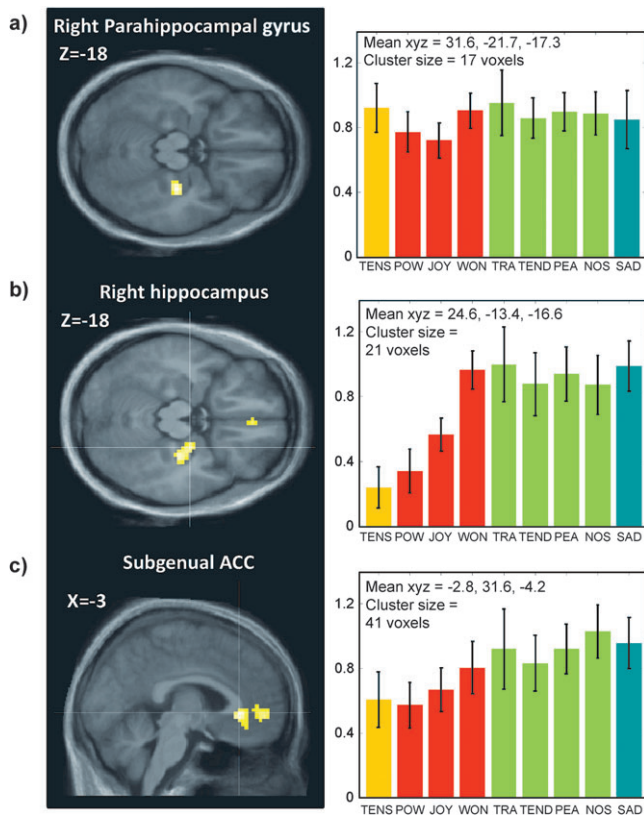 a)
Right Parahippocampal gyrus
Z=-18
Mean xyz = 31.6, -21.7, -17.3
Cluster size = 17 voxels
1.2
0.8
0.4
0
TENS POW JOY WON TRA TEND PEA NOS SAD
b)
Right hippocampus
Z=-18
Mean xyz = 24.6, -13.4, -16.6
Cluster size =
21 voxels
1.2
0.8
0.4
0
TENS POW JOY WON TRA TEND PEA NOS SAD
c)
Subgenual ACC
X=-3
Mean xyz = -2.8, 31.6, -4.2
Cluster size =
41 voxels
1.2
0.8
0.4
0
TENS POW JOY WON TRA TEND PEA NOS SAD